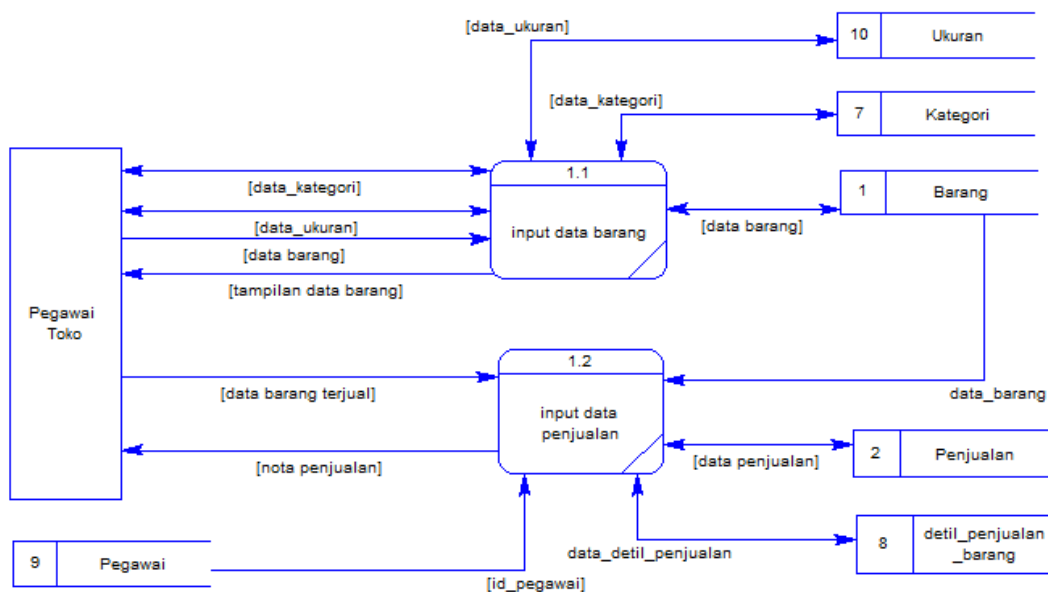 [data_ukuran]
10 Ukuran
[data_kategori]
7 Kategori
1.1
[data_kategori]
1 Barang
[data_ukuran]
input data barang
[data barang]
[data barang]
[tampilan data barang]
Pegawai
Toko
1.2
[data barang terjual]
data_barang
input data
penjualan
[nota penjualan]
[data penjualan]
2 Penjualan
detil_penjualan
8
_barang
data_detil_penjualan
9 Pegawai
[id_pegawai]